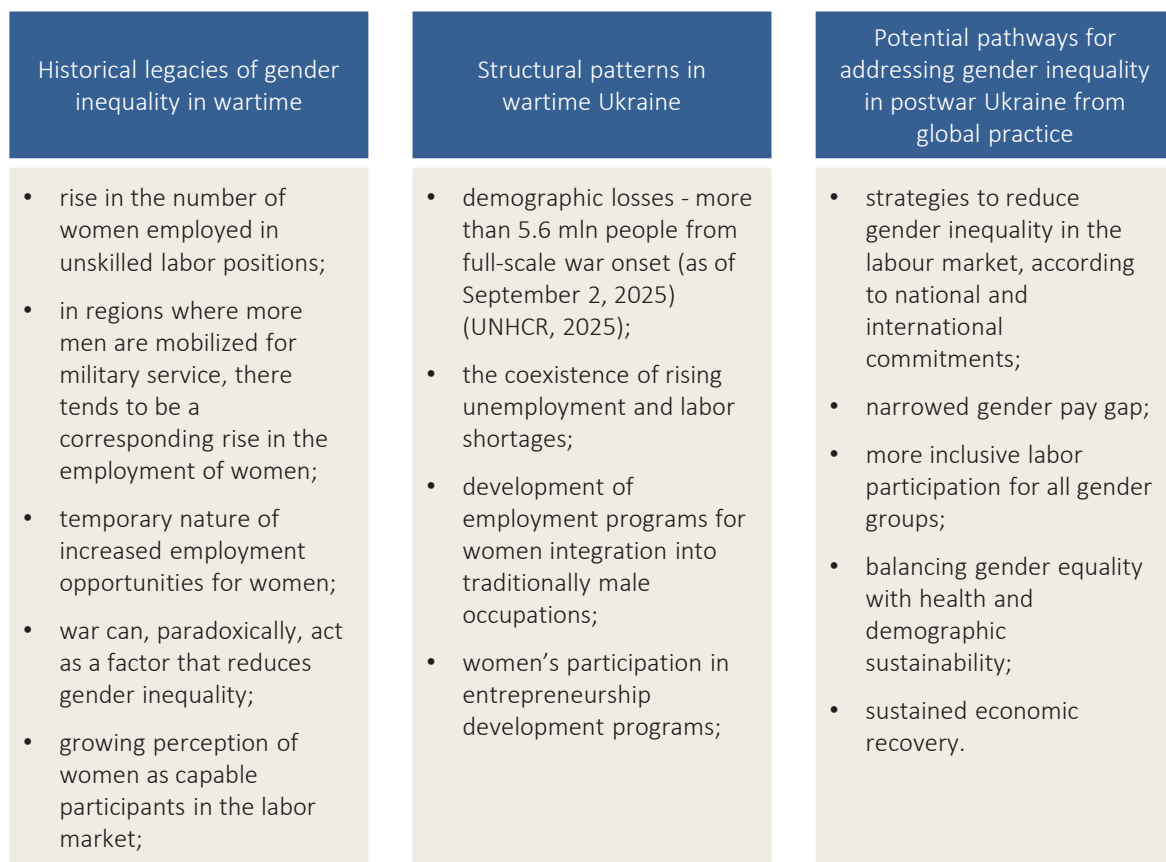 Historical legacies of gender
inequality in wartime
• rise in the number of
women employed in
unskilled labor positions;
• in regions where more
men are mobilized for
military service, there
tends to be a
corresponding rise in the
employment of women;
• temporary nature of
increased employment
opportunities for women;
• war can, paradoxically, act
as a factor that reduces
gender inequality;
• growing perception of
women as capable
participants in the labor
market;
Structural patterns in
wartime Ukraine
• demographic losses - more
than 5.6 mln people from
full-scale war onset (as of
September 2, 2025)
(UNHCR, 2025);
• the coexistence of rising
unemployment and labor
shortages;
• development of
employment programs for
women integration into
traditionally male
occupations;
• women’s participation in
entrepreneurship
development programs;
Potential pathways for
addressing gender inequality
in postwar Ukraine from
global practice
• strategies to reduce
gender inequality in the
labour market, according
to national and
international
commitments;
• narrowed gender pay gap;
• more inclusive labor
participation for all gender
groups;
• balancing gender equality
with health and
demographic
sustainability;
• sustained economic
recovery.